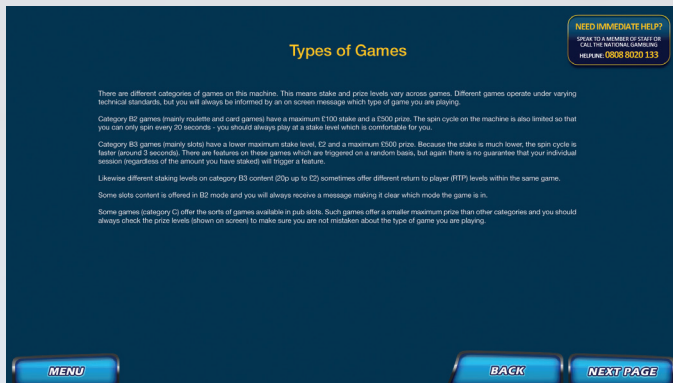 NEED IMMEDIATE HELP?
SPEAK TO A MEMBER OF STAFF OR
CALL THE NATIONAL GAMBLING
HELPLINE: 0808 8020 133
Types of Games
There are different categories of games on this machine. This means stake and prize levels vary across games. Different games operate under varying
technical standards, but you will always be informed by an on screen message which type of game you are playing.
Category B2 games (mainly roulette and card games) have a maximum £100 stake and a £500 prize. The spin cycle on the machine is also limited so that
you can only spin every 20 seconds - you should always play at a stake level which is comfortable for you.
Category B3 games (mainly slots) have a lower maximum stake level, £2 and a maximum £500 prize. Because the stake is much lower, the spin cycle is
faster (around 3 seconds). There are features on these games which are triggered on a random basis, but again there is no guarantee that your individual
session (regardless of the amount you have staked) will trigger a feature.
Likewise different staking levels on category B3 content (20p up to £2) sometimes offer different return to player (RTP) levels within the same game.
Some slots content is offered in B2 mode and you will always receive a message making it clear which mode the game is in.
Some games (category C) offer the sorts of games available in pub slots. Such games offer a smaller maximum prize than other categories and you should
always check the prize levels (shown on screen) to make sure you are not mistaken about the type of game you are playing.
MENU
BACK
NEXT PAGE